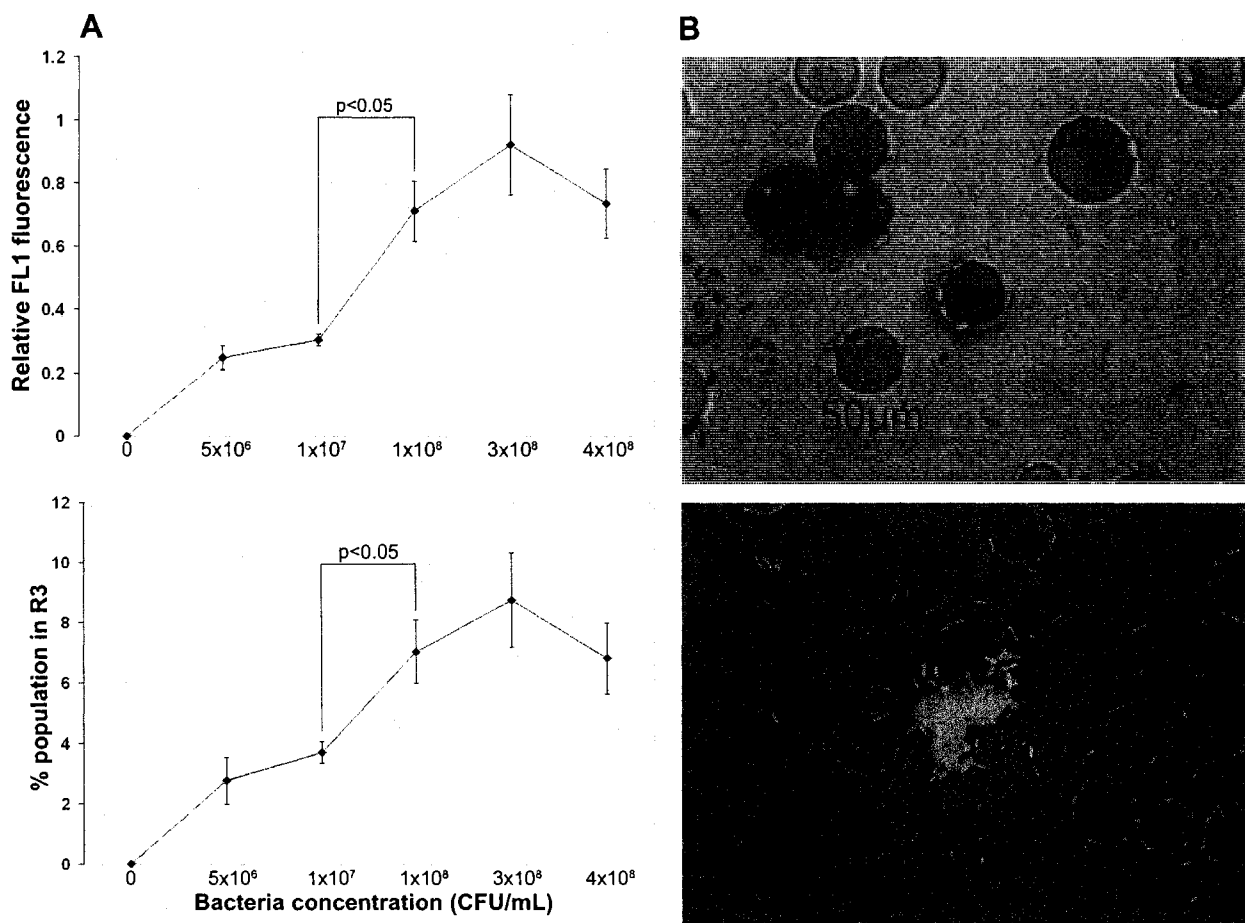 A
B
Relative FL1 fluorescence
1.2
1
0.8
0.6
0.4
0.2
0
p<0.05
0
5x10⁶
1x10⁷
1x10⁸
3x10⁸
4x10⁸
50µm
% population in R3
12
10
8
6
4
2
0
p<0.05
0
5x10⁶
1x10⁷
1x10⁸
3x10⁸
4x10⁸
Bacteria concentration (CFU/mL)